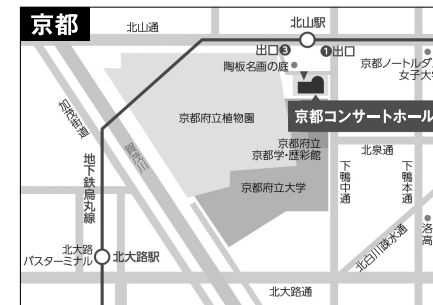 京都
北山通
北山駅
出口❸
❶出口
陶板名画の庭
京都ノートルダム
女子大学
京都コンサートホール
加茂街道
賀茂川
京都府立植物園
京都府立
京都学・歴彩館
北泉通
地下鉄烏丸線
京都府立大学
下鴨中通
下鴨本通
洛
高
北大路
バスターミナル
北大路駅
北白川疎水通
北大路通